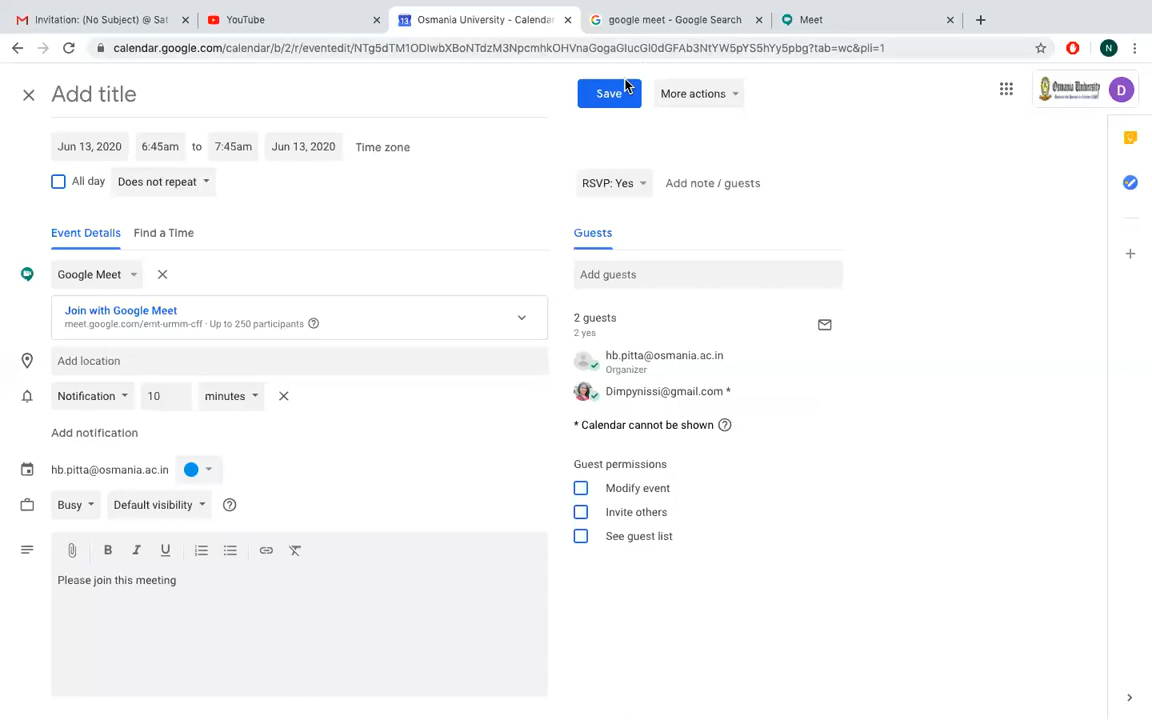 Invitation: (No Subject) @ Sat
YouTube
Osmania University - Calendar
google meet - Google Search
Meet
calendar.google.com/calendar/b/2/r/eventedit/NTg5dTM1ODlwbXBoNTdzM3NpcmhkOHVnaGogaGlucGl0dGFAb3NtYW5pYS5hYy5pbg?tab=wc&pli=1
N
Add title
Save
More actions
Osmania University
D
Jun 13, 2020
6:45am
to
7:45am
Jun 13, 2020
Time zone
All day
Does not repeat
RSVP: Yes
Add note / guests
Event Details
Find a Time
Guests
Google Meet
Add guests
Join with Google Meet
meet.google.com/emt-urmm-cff · Up to 250 participants
2 guests
2 yes
hb.pitta@osmania.ac.in
Organizer
Add location
Dimpynissi@gmail.com *
Notification
10
minutes
* Calendar cannot be shown
Add notification
Guest permissions
hb.pitta@osmania.ac.in
Modify event
Busy
Default visibility
Invite others
See guest list
B
I
U
Please join this meeting